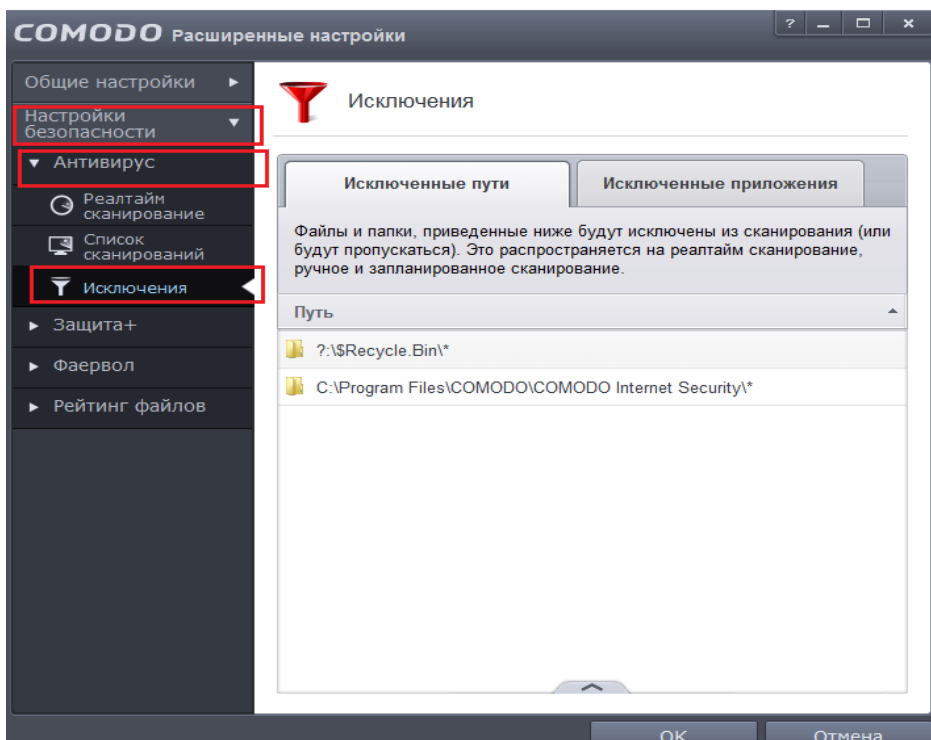 COMODO Расширенные настройки
? _ □ x
Общие настройки
Настройки
безопасности
Антивирус
Реалтайм
сканирование
Список
сканирований
Исключения
Защита+
Фаервол
Рейтинг файлов
Исключения
Исключенные пути
Исключенные приложения
Файлы и папки, приведенные ниже будут исключены из сканирования (или
будут пропускаться). Это распространяется на реалтайм сканирование,
ручное и запланированное сканирование.
Путь
?:\$Recycle.Bin\*
C:\Program Files\COMODO\COMODO Internet Security\*
OK
Отмена